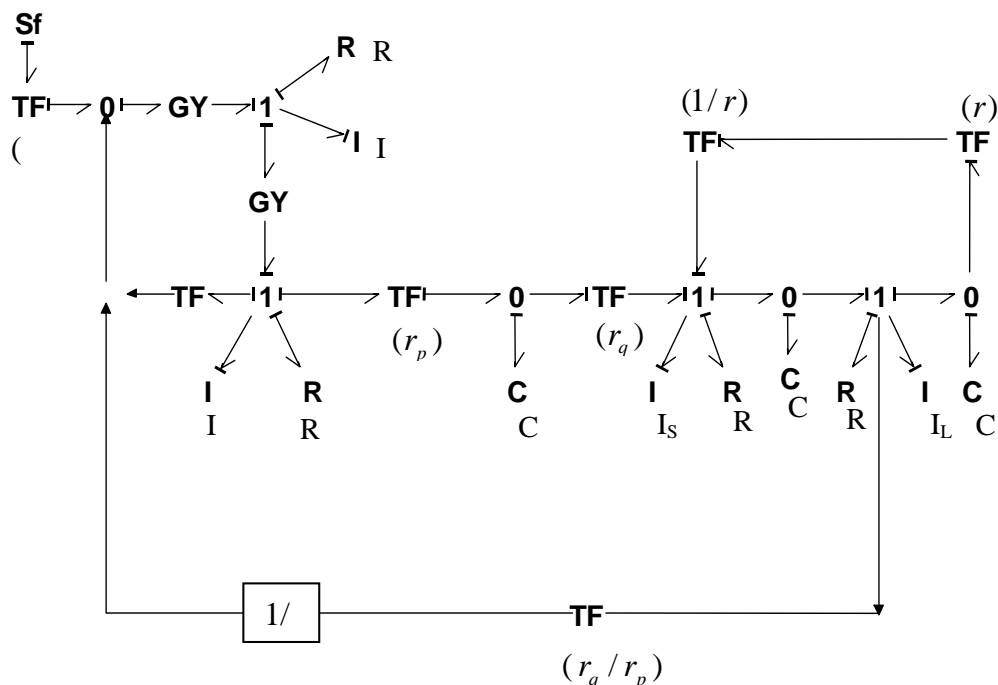 Sf
R R
TF 0 GY 1
(1/r) (r)
(
I I
TF TF
GY
TF 1 TF 0 TF 1 0 1 0
(r_p) (r_q)
I R C I R C R I C
I R C I_S R C R I_L C
1/ TF
(r_q / r_p)